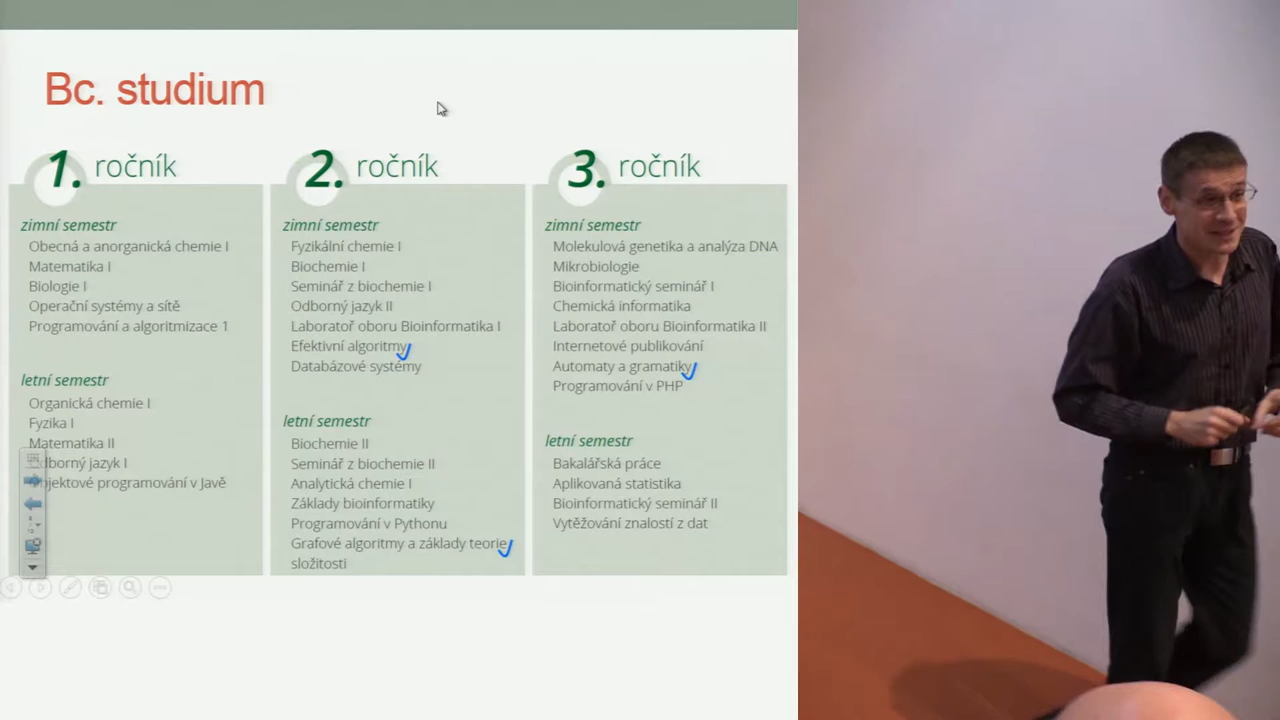 Bc. studium
1. ročník
zimní semestr
Obecná a anorganická chemie I
Matematika I
Biologie I
Operační systémy a sítě
Programování a algoritmizace 1
letní semestr
Organická chemie I
Fyzika I
Matematika II
Odborný jazyk I
Objektové programování v Javě
2. ročník
zimní semestr
Fyzikální chemie I
Biochemie I
Seminář z biochemie I
Odborný jazyk II
Laboratoř oboru Bioinformatika I
Efektivní algoritmy
Databázové systémy
letní semestr
Biochemie II
Seminář z biochemie II
Analytická chemie I
Základy bioinformatiky
Programování v Pythonu
Grafové algoritmy a základy teorie
složitosti
3. ročník
zimní semestr
Molekulová genetika a analýza DNA
Mikrobiologie
Bioinformatický seminář I
Chemická informatika
Laboratoř oboru Bioinformatika II
Internetové publikování
Automaty a gramatiky
Programování v PHP
letní semestr
Bakalářská práce
Aplikovaná statistika
Bioinformatický seminář II
Vytěžování znalostí z dat